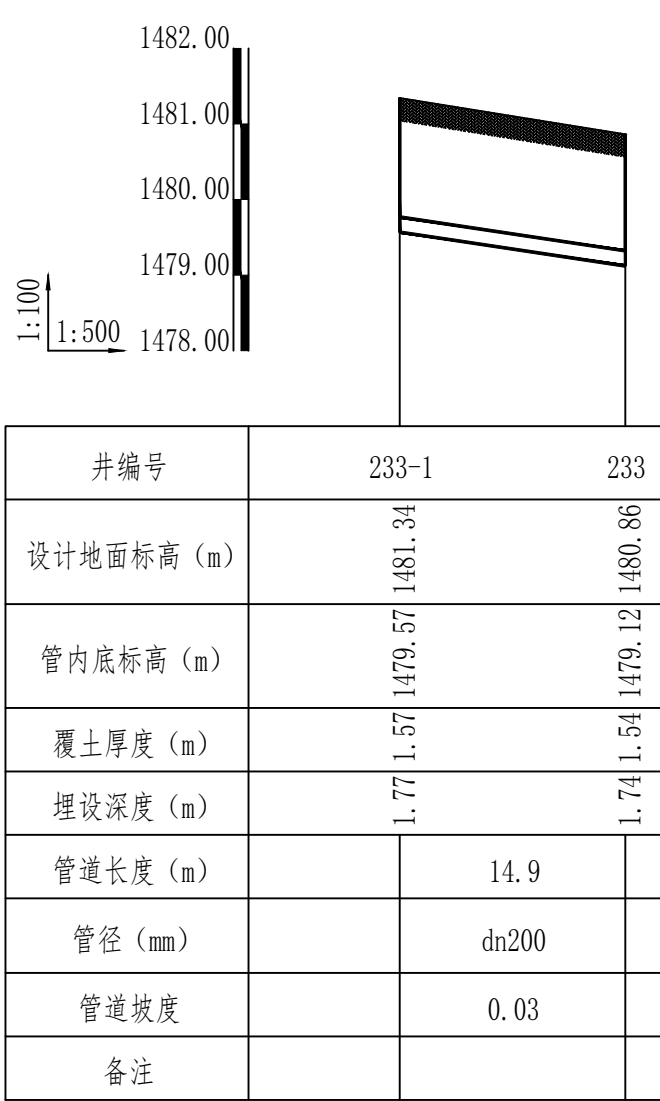 1482.00
1481.00
1480.00
1479.00
1478.00
1:100
1:500
井编号 233-1 233
设计地面标高（m） 1481.34 1480.86
管内底标高（m） 1479.57 1479.12
覆土厚度（m） 1.57 1.54
埋设深度（m） 1.77 1.74
管道长度（m） 14.9
管径（mm） dn200
管道坡度 0.03
备注